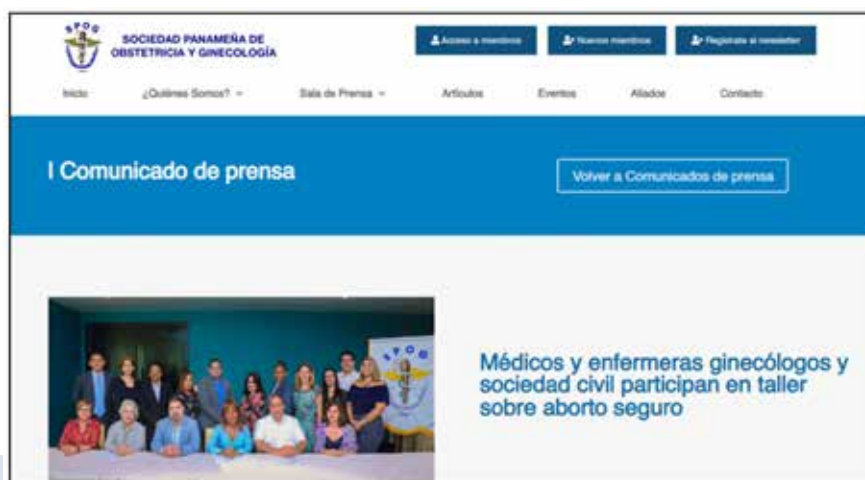 SPOG
SOCIEDAD PANAMEÑA DE
OBSTETRICIA Y GINECOLOGÍA
Acceso a miembros
Nuevos miembros
Regístrate al newsletter
Inicio
¿Quiénes Somos?
Sala de Prensa
Artículos
Eventos
Aliados
Contacto
I Comunicado de prensa
Volver a Comunicados de prensa
SPOG
Médicos y enfermeras ginecólogos y
sociedad civil participan en taller
sobre aborto seguro